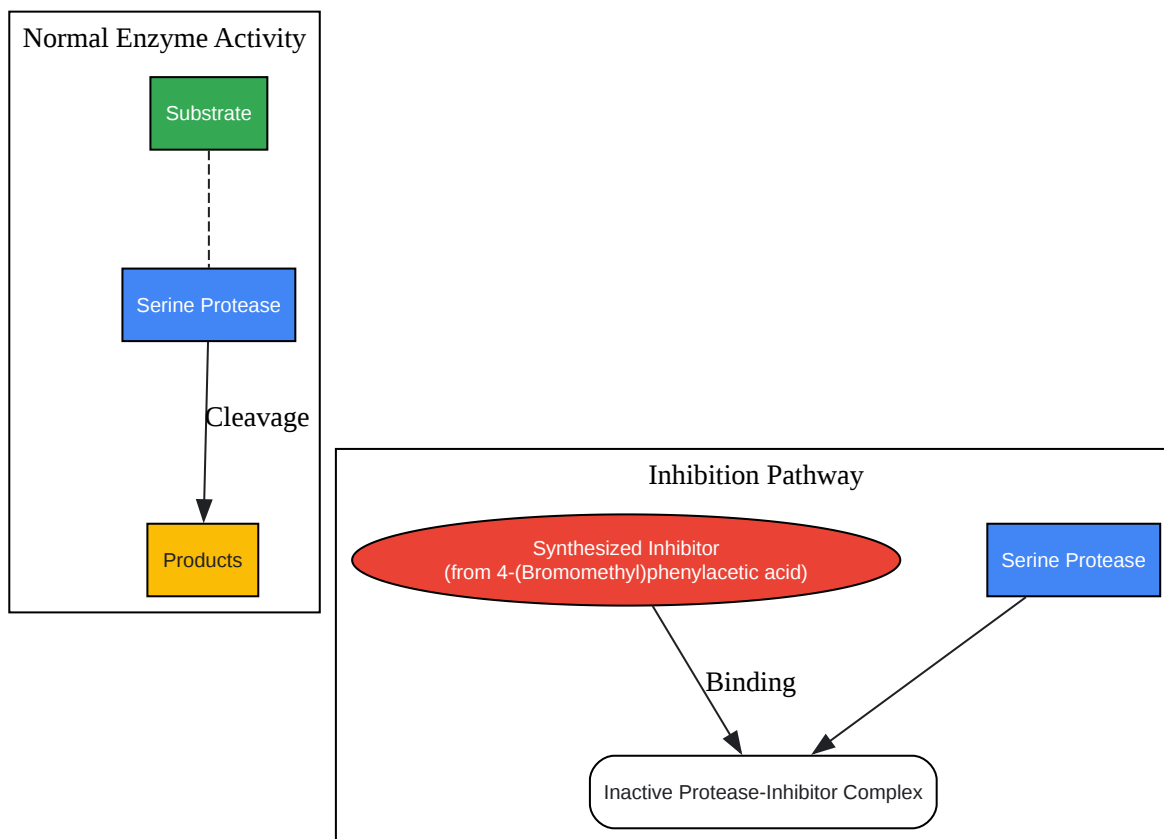 Normal Enzyme Activity
Substrate
Serine Protease
Cleavage
Products
Inhibition Pathway
Synthesized Inhibitor
(from 4-(Bromomethyl)phenylacetic acid)
Serine Protease
Binding
Inactive Protease-Inhibitor Complex